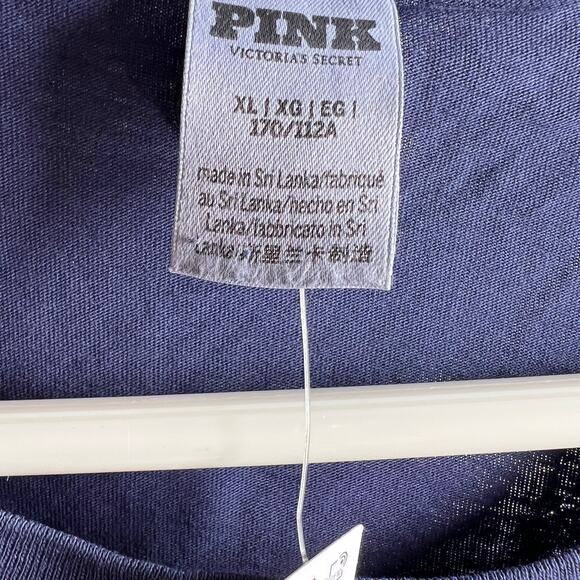 PINK
VICTORIA'S SECRET
XL | XG | EG |
170/112A
made in Sri Lanka/fabriqué
au Sri Lanka/hecho en Sri
Lanka/fabbricato in Sri
Lanka/斯里兰卡制造